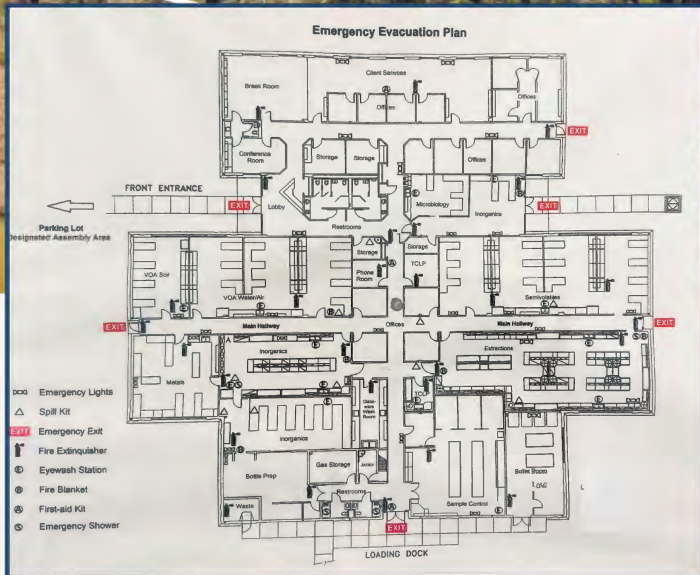 Emergency Evacuation Plan
Break Room
Client Services
Offices
Offices
Conference
Room
Storage
Storage
Offices
EXIT
FRONT ENTRANCE
EXIT
Lobby
Microbiology
Inorganics
EXIT
Parking Lot
Designated Assembly Area
Restrooms
Storage
Storage
Phone
Room
TCLP
VOA Soil
VOA Water/Air
Semivolatiles
EXIT
Main Hallway
Offices
Main Hallway
EXIT
Inorganics
Extractions
Metals
TCLP
Glass-
ware
Wash
Room
Inorganics
Bottle Prep
Gas Storage
Janitor
Waste
Restrooms
Sample Control
EXIT
LOADING DOCK
Emergency Lights
Spill Kit
EXIT Emergency Exit
Fire Extinquisher
E Eyewash Station
B Fire Blanket
A First-aid Kit
S Emergency Shower